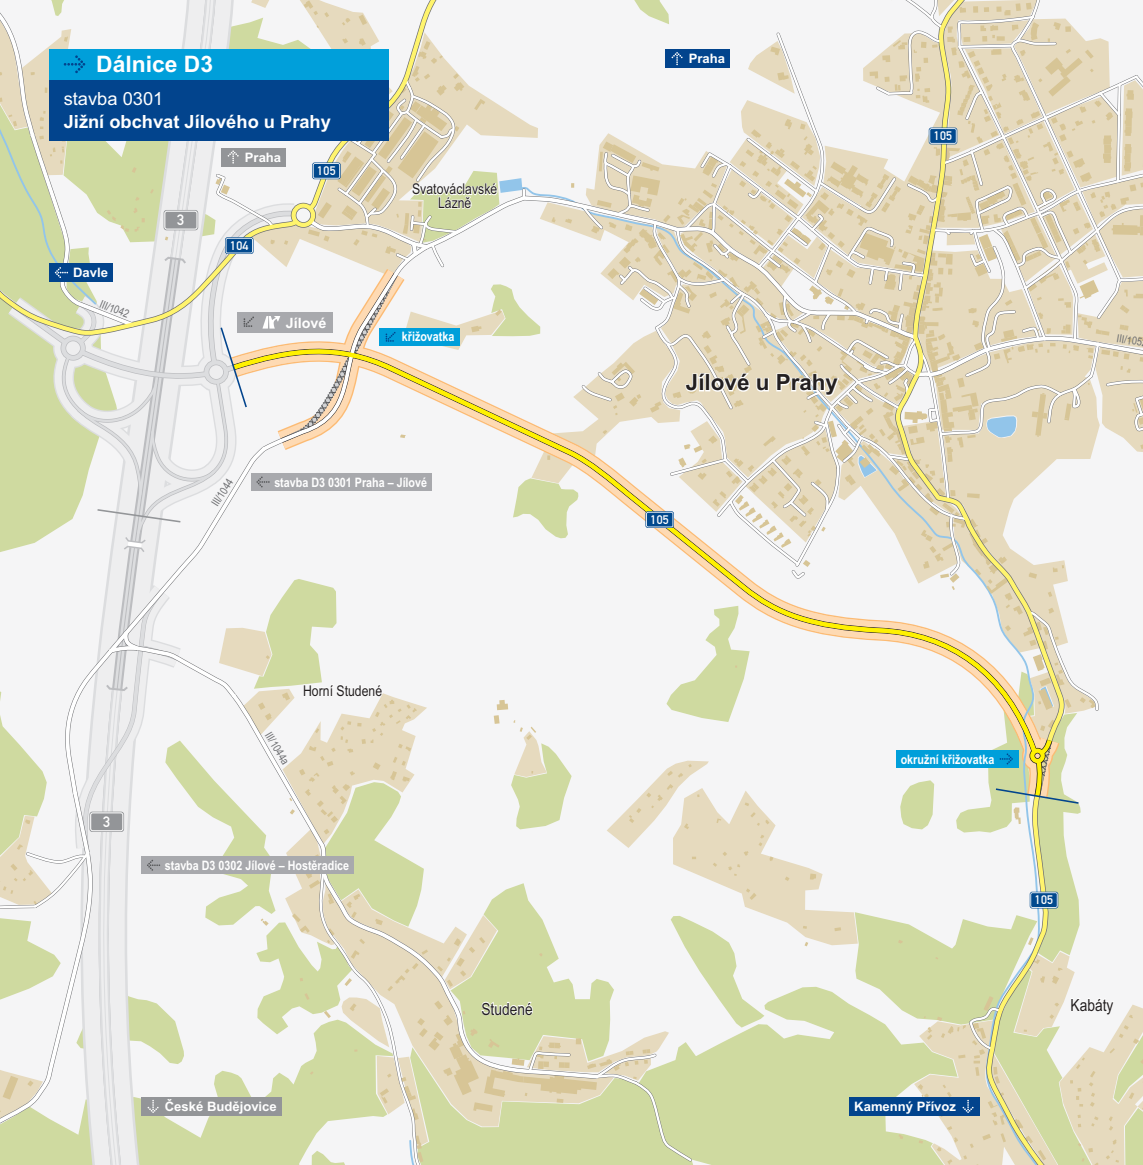 Dálnice D3
stavba 0301
Jižní obchvat Jílového u Prahy
Praha
Praha
105
105
Svatováclavské
Lázně
3
104
Davle
III/1042
Jílové
křižovatka
III/105
Jílové u Prahy
stavba D3 0301 Praha – Jílové
III/1044
105
Horní Studené
III/1044a
okružní křižovatka
3
stavba D3 0302 Jílové – Hostěradice
105
Studené
Kabáty
České Budějovice
Kamenný Přívoz